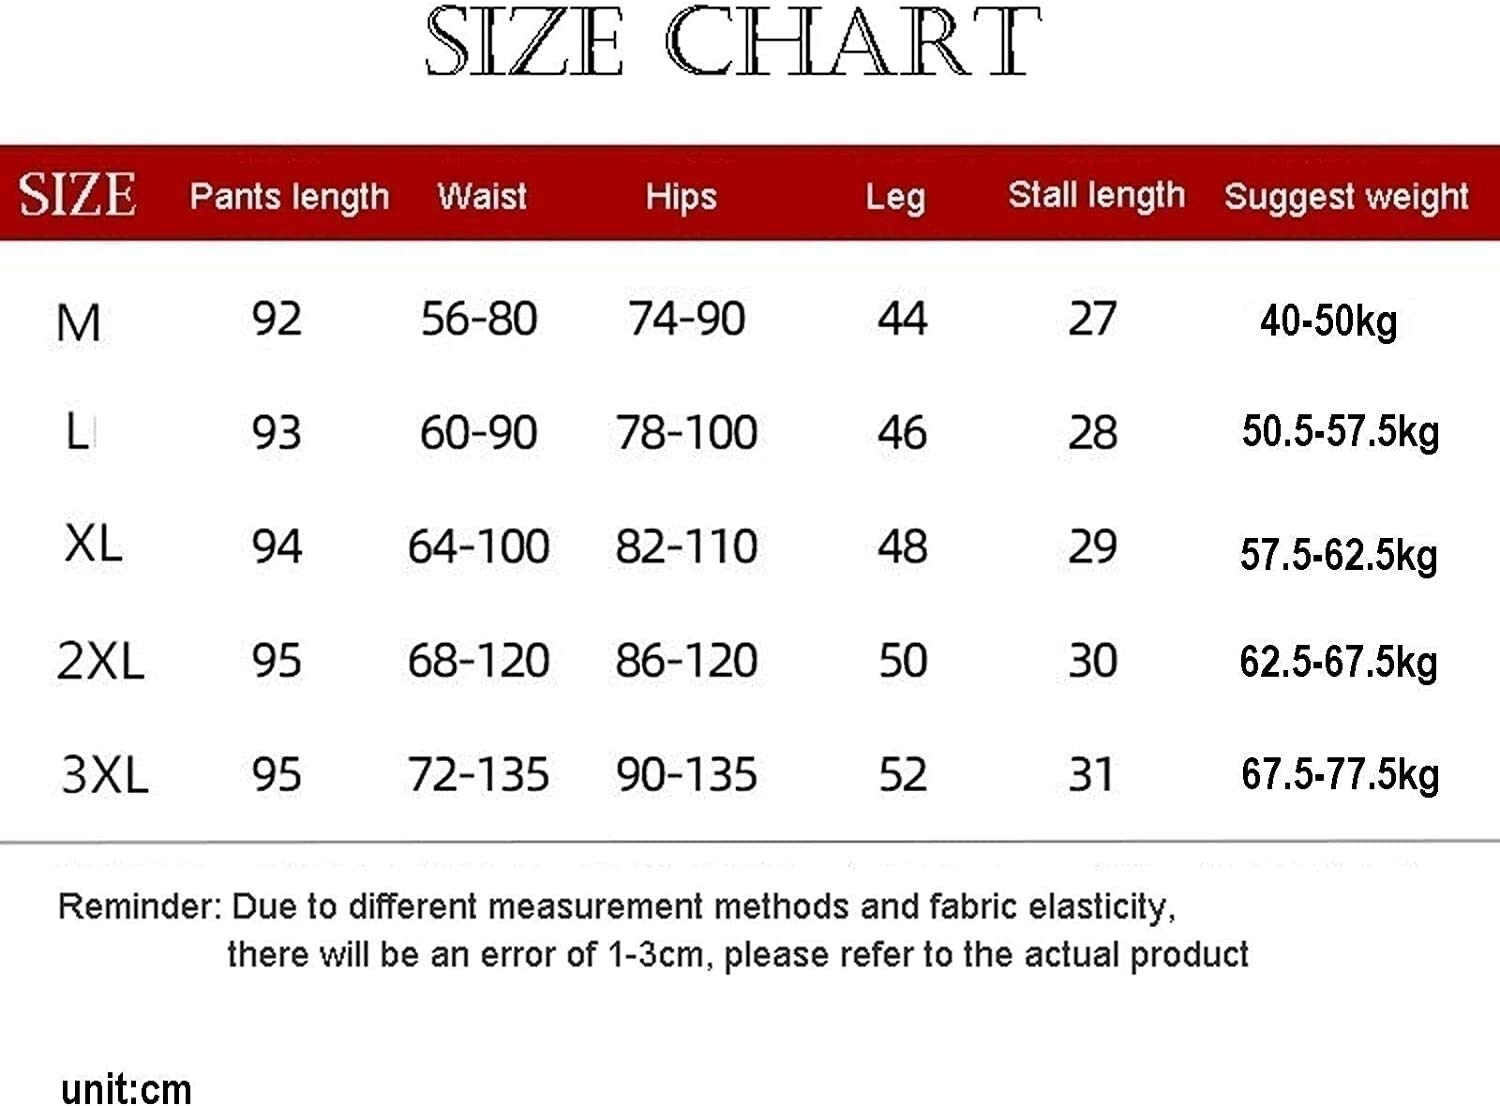 SIZE CHART
SIZE Pants length Waist Hips Leg Stall length Suggest weight
M 92 56-80 74-90 44 27 40-50kg
L 93 60-90 78-100 46 28 50.5-57.5kg
XL 94 64-100 82-110 48 29 57.5-62.5kg
2XL 95 68-120 86-120 50 30 62.5-67.5kg
3XL 95 72-135 90-135 52 31 67.5-77.5kg
Reminder: Due to different measurement methods and fabric elasticity,
there will be an error of 1-3cm, please refer to the actual product
unit:cm